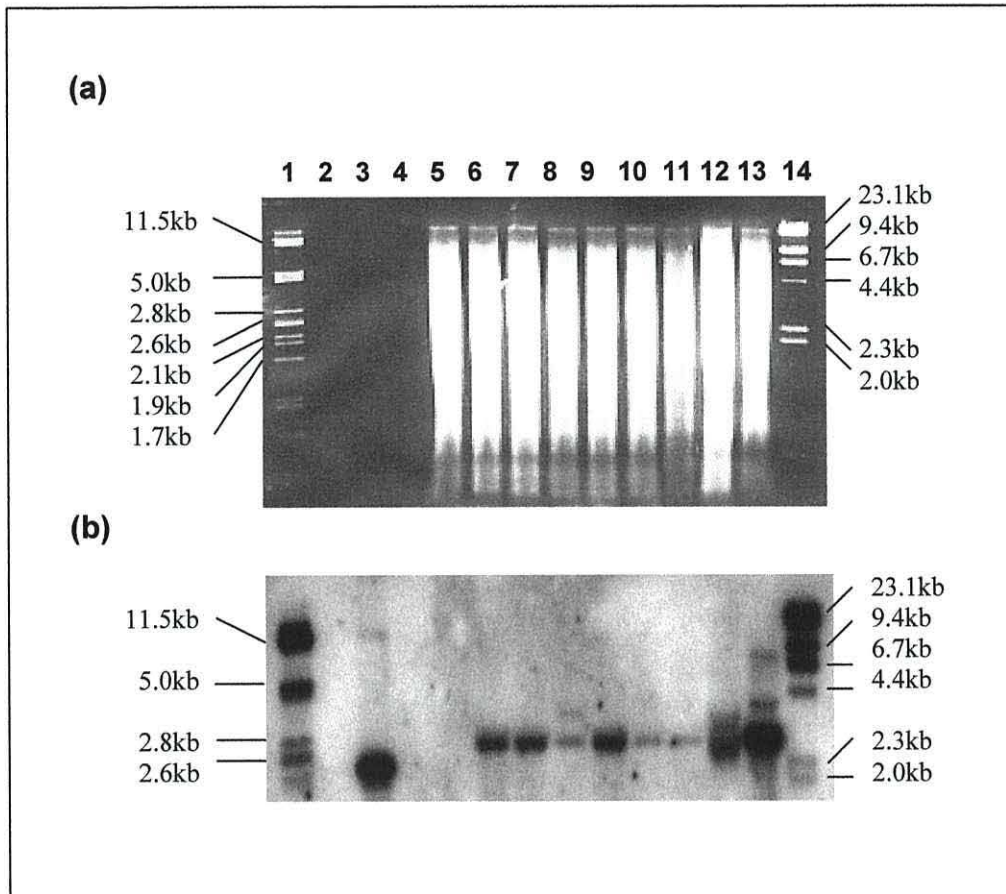 (a)
1 2 3 4 5 6 7 8 9 10 11 12 13 14
11.5kb
5.0kb
2.8kb
2.6kb
2.1kb
1.9kb
1.7kb
23.1kb
9.4kb
6.7kb
4.4kb
2.3kb
2.0kb
(b)
11.5kb
5.0kb
2.8kb
2.6kb
23.1kb
9.4kb
6.7kb
4.4kb
2.3kb
2.0kb